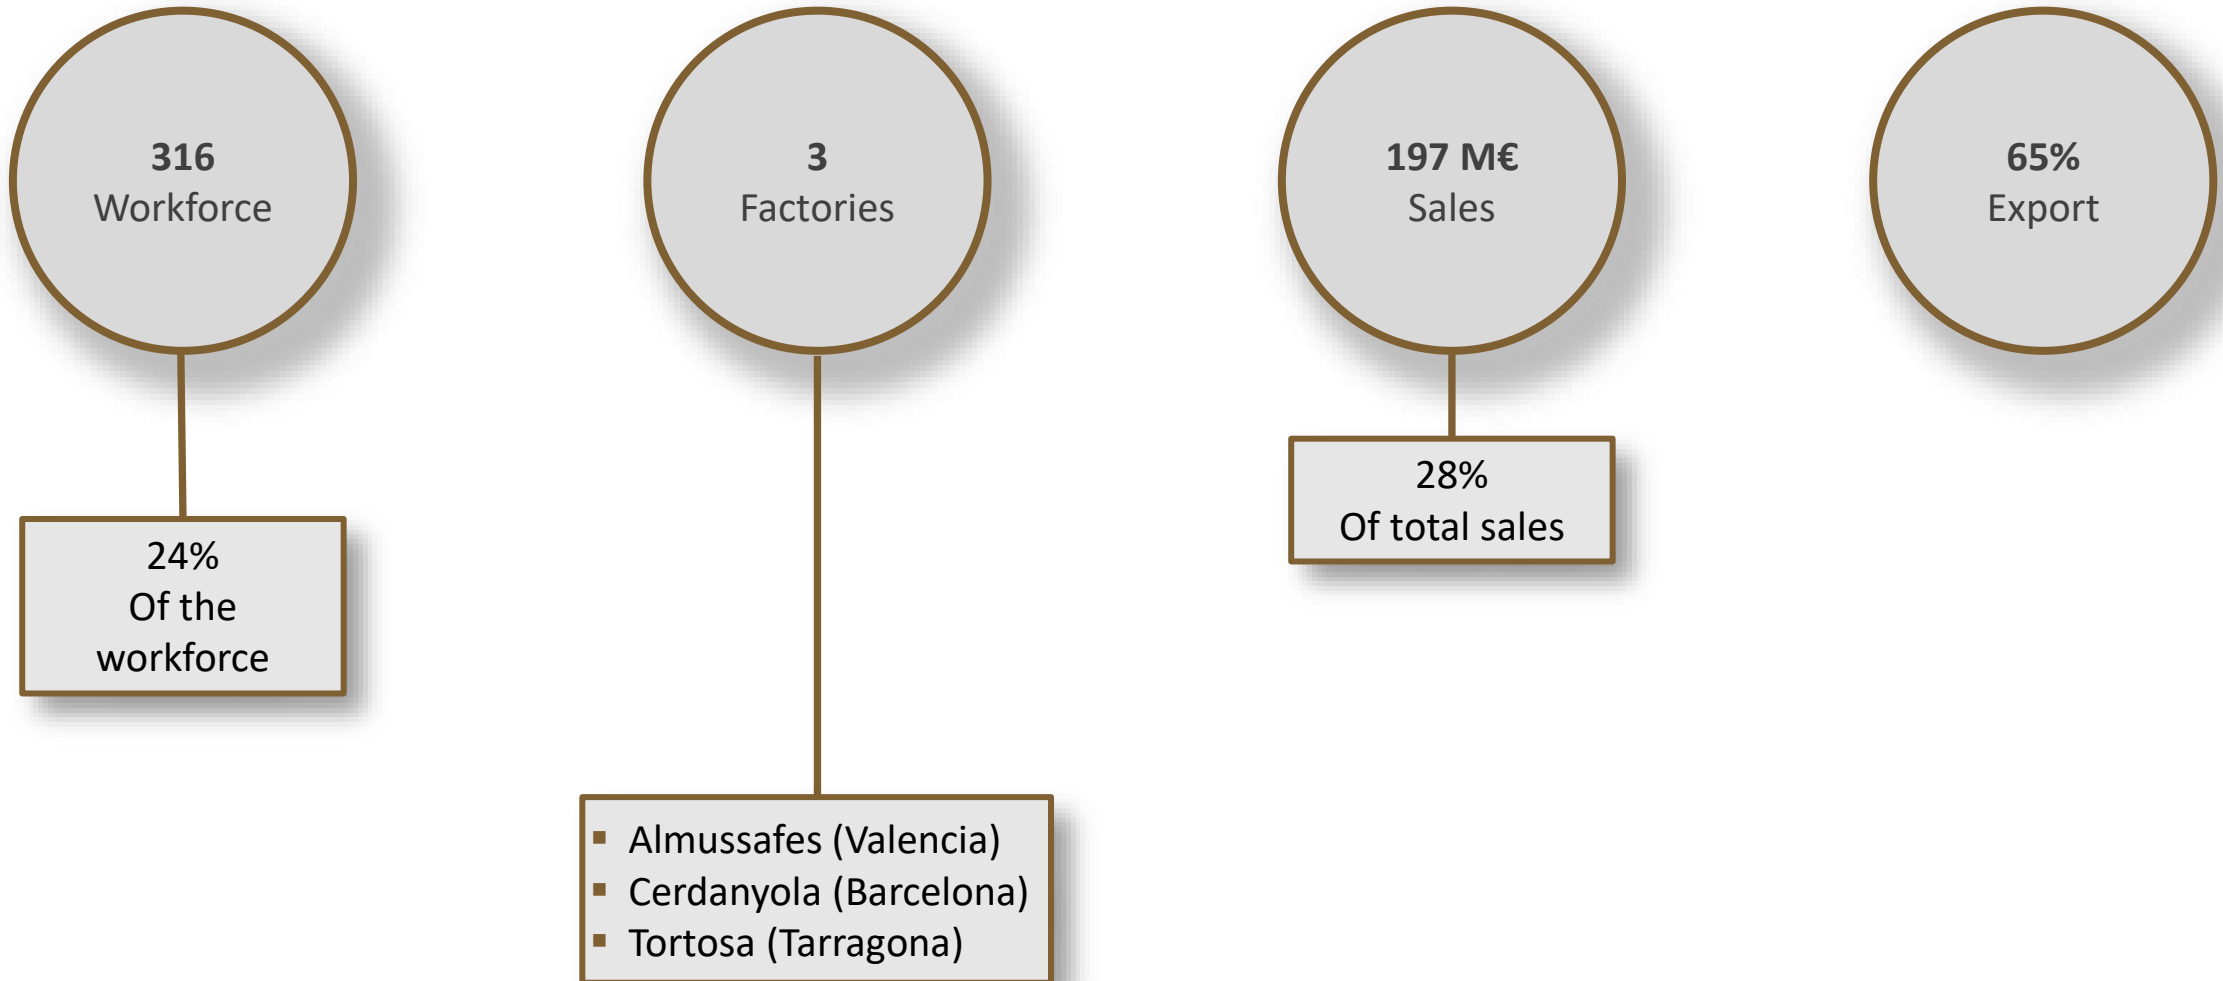 316
Workforce
3
Factories
197 M€
Sales
65%
Export
24%
Of the
workforce
28%
Of total sales
▪ Almussafes (Valencia)
▪ Cerdanyola (Barcelona)
▪ Tortosa (Tarragona)